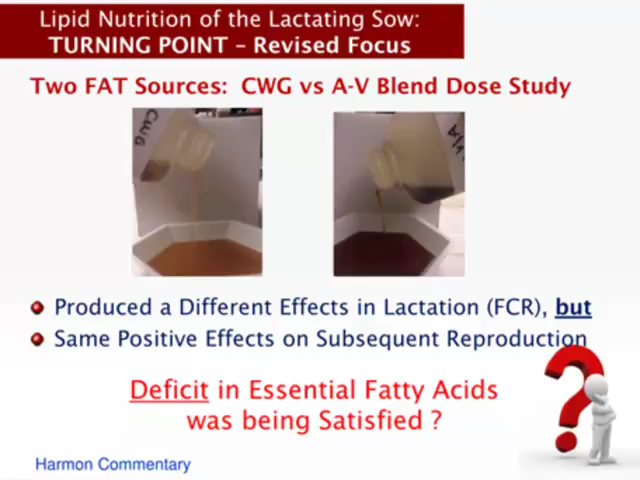 Lipid Nutrition of the Lactating Sow:
TURNING POINT – Revised Focus
Two FAT Sources: CWG vs A-V Blend Dose Study
CWG
Produced a Different Effects in Lactation (FCR), but
Same Positive Effects on Subsequent Reproduction
Deficit in Essential Fatty Acids
was being Satisfied ?
Harmon Commentary